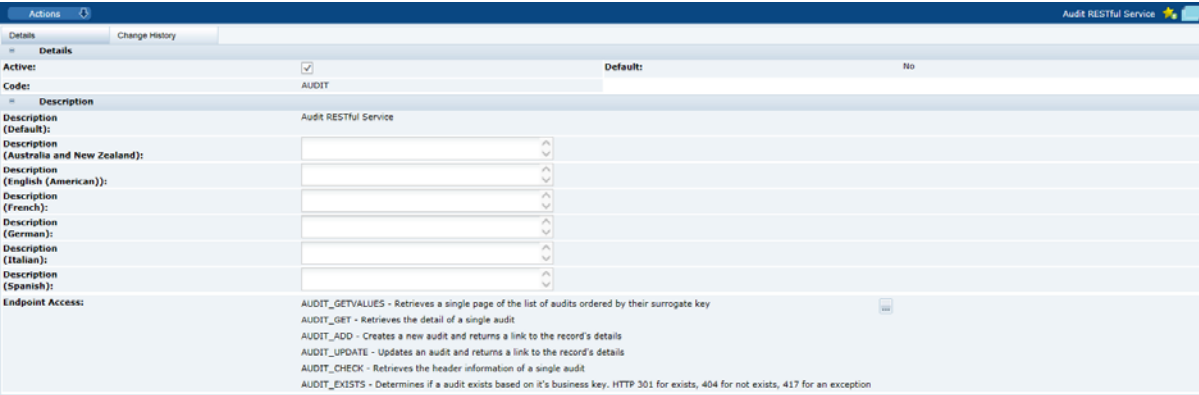 Actions
Audit RESTful Service
Details
Change History
Details
Active:
Default:
No
Code:
AUDIT
Description
Description
(Default):
Audit RESTful Service
Description
(Australia and New Zealand):
Description
(English (American)):
Description
(French):
Description
(German):
Description
(Italian):
Description
(Spanish):
Endpoint Access:
AUDIT_GETVALUES - Retrieves a single page of the list of audits ordered by their surrogate key
AUDIT_GET - Retrieves the detail of a single audit
AUDIT_ADD - Creates a new audit and returns a link to the record's details
AUDIT_UPDATE - Updates an audit and returns a link to the record's details
AUDIT_CHECK - Retrieves the header information of a single audit
AUDIT_EXISTS - Determines if a audit exists based on it's business key. HTTP 301 for exists, 404 for not exists, 417 for an exception